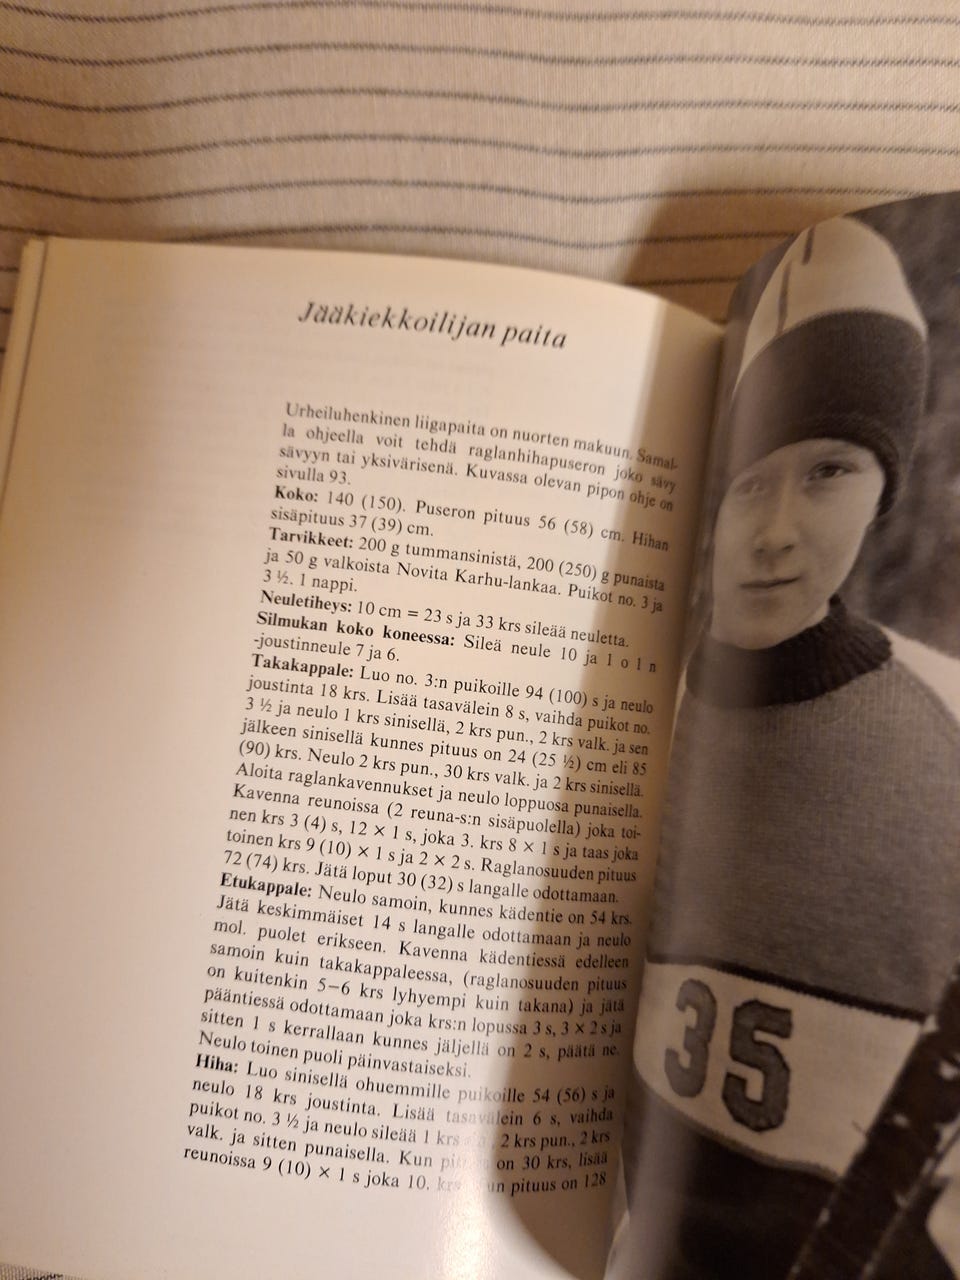 Jääkiekkoilijan paita
Urheiluhenkinen liigapaita on nuorten makuun. Samal-
la ohjeella voit tehdä raglanhihapuseron joko sävy
sävyyn tai yksivärisenä. Kuvassa olevan pipon ohje on
sivulla 93.
Koko: 140 (150). Puseron pituus 56 (58) cm. Hihan
sisäpituus 37 (39) cm.
Tarvikkeet: 200 g tummansinistä, 200 (250) g punaista
ja 50 g valkoista Novita Karhu-lankaa. Puikot no. 3 ja
3 ½. 1 nappi.
Neuletiheys: 10 cm = 23 s ja 33 krs sileää neuletta.
Silmukan koko koneessa: Sileä neule 10 ja 1 o 1 n
-joustinneule 7 ja 6.
Takakappale: Luo no. 3:n puikoille 94 (100) s ja neulo
joustinta 18 krs. Lisää tasavälein 8 s, vaihda puikot no.
3 ½ ja neulo 1 krs sinisellä, 2 krs pun., 2 krs valk. ja sen
jälkeen sinisellä kunnes pituus on 24 (25 ½) cm eli 85
(90) krs. Neulo 2 krs pun., 30 krs valk. ja 2 krs sinisellä.
Aloita raglankavennukset ja neulo loppuosa punaisella.
Kavenna reunoissa (2 reuna-s:n sisäpuolella) joka toi-
nen krs 3 (4) s, 12 × 1 s, joka 3. krs 8 × 1 s ja taas joka
toinen krs 9 (10) × 1 s ja 2 × 2 s. Raglanosuuden pituus
72 (74) krs. Jätä loput 30 (32) s langalle odottamaan.
Etukappale: Neulo samoin, kunnes kädentie on 54 krs.
Jätä keskimmäiset 14 s langalle odottamaan ja neulo
mol. puolet erikseen. Kavenna kädentiessä edelleen
samoin kuin takakappaleessa, (raglanosuuden pituus
on kuitenkin 5–6 krs lyhyempi kuin takana) ja jätä
pääntiessä odottamaan joka krs:n lopussa 3 s, 3 × 2 s ja
sitten 1 s kerrallaan kunnes jäljellä on 2 s, päätä ne.
Neulo toinen puoli päinvastaiseksi.
Hiha: Luo sinisellä ohuemmille puikoille 54 (56) s ja
neulo 18 krs joustinta. Lisää tasavälein 6 s, vaihda
puikot no. 3 ½ ja neulo sileää 1 krs 2 krs pun., 2 krs
valk. ja sitten punaisella. Kun on 30 krs, lisää
reunoissa 9 (10) × 1 s joka 10. krs pituus on 128
35